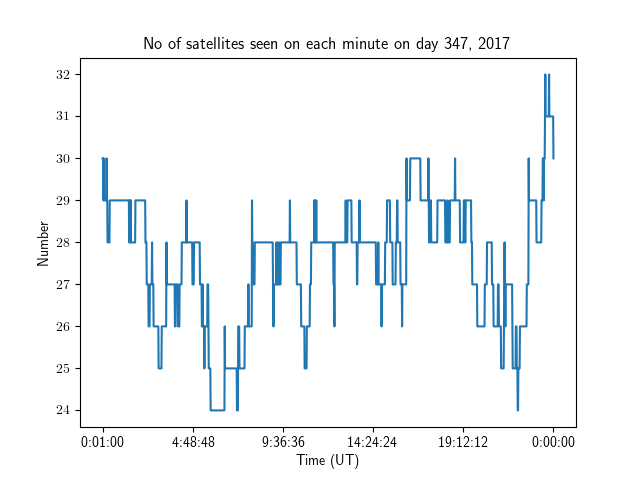 No of satellites seen on each minute on day 347, 2017
32
31
30
29
28
27
26
25
24
Number
0:01:00 4:48:48 9:36:36 14:24:24 19:12:12 0:00:00
Time (UT)